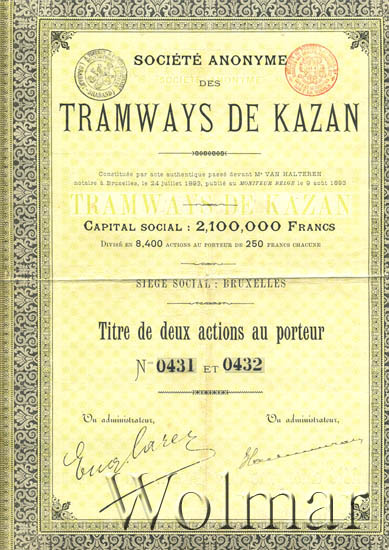 SOCIÉTÉ ANONYME
DES
TRAMWAYS DE KAZAN
Constituée par acte authentique passé devant Me VAN HALTEREN
notaire à Bruxelles, le 24 juillet 1893, publié au MONITEUR BELGE le 9 août 1893
TRAMWAYS DE KAZAN
CAPITAL SOCIAL : 2,100,000 FRANCS
DIVISÉ EN 8,400 ACTIONS AU PORTEUR DE 250 FRANCS CHACUNE
SIÈGE SOCIAL : BRUXELLES
Titre de deux actions au porteur
Nos 0431 ET 0432
Un administrateur,
Un administrateur,
Wolmar